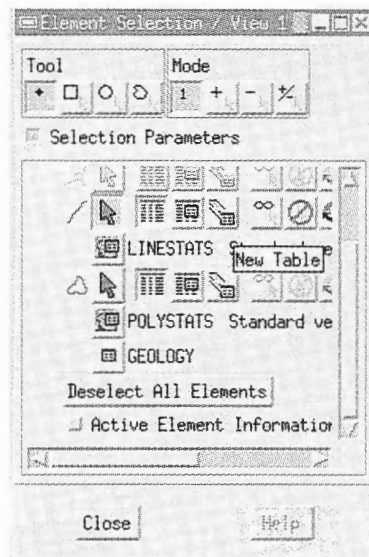 Element Selection / View 1
Tool Mode
1 + - +/-
Selection Parameters
LINESTATS
New Table
POLYSTATS Standard ve
GEOLOGY
Deselect All Elements
Active Element Information
Close Help